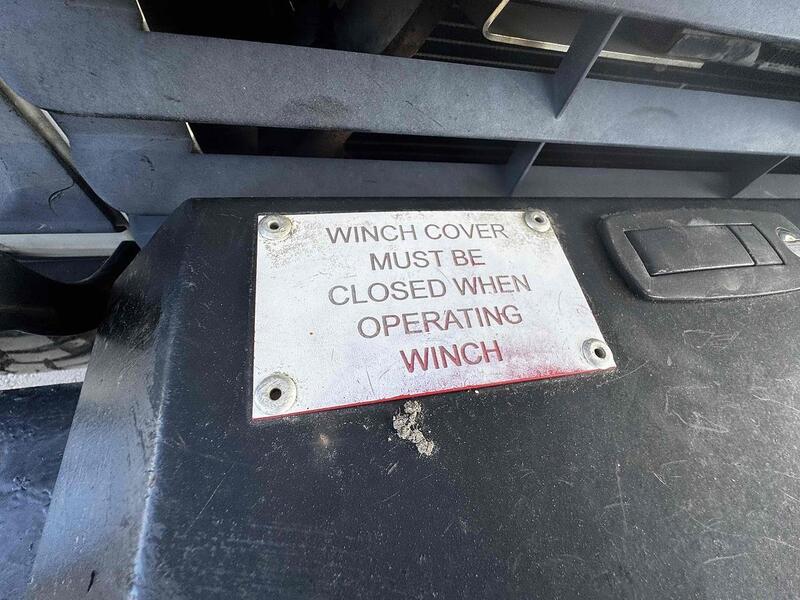 WINCH COVER
MUST BE
CLOSED WHEN
OPERATING
WINCH